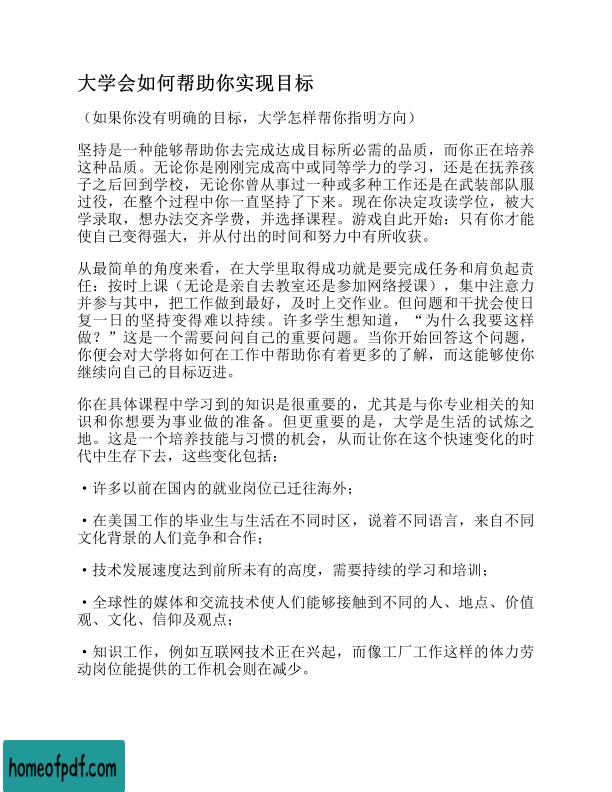 大学会如何帮助你实现目标
（如果你没有明确的目标，大学怎样帮你指明方向）
坚持是一种能够帮助你去完成达成目标所必需的品质，而你正在培养
这种品质。无论你是刚刚完成高中或同等学力的学习，还是在抚养孩
子之后回到学校，无论你曾从事过一种或多种工作还是在武装部队服
过役，在整个过程中你一直坚持了下来。现在你决定攻读学位，被大
学录取，想办法交齐学费，并选择课程。游戏自此开始：只有你才能
使自己变得强大，并从付出的时间和努力中有所收获。
从最简单的角度来看，在大学里取得成功就是要完成任务和肩负起责
任：按时上课（无论是亲自去教室还是参加网络授课），集中注意力
并参与其中，把工作做到最好，及时上交作业。但问题和干扰会使日
复一日的坚持变得难以持续。许多学生想知道，“为什么我要这样
做？”这是一个需要问问自己的重要问题。当你开始回答这个问题，
你便会对大学将如何在工作中帮助你有着更多的了解，而这能够使你
继续向自己的目标迈进。
你在具体课程中学习到的知识是很重要的，尤其是与你专业相关的知
识和你想要为事业做的准备。但更重要的是，大学是生活的试炼之
地。这是一个培养技能与习惯的机会，从而让你在这个快速变化的时
代中生存下去，这些变化包括：
·许多以前在国内的就业岗位已迁往海外；
·在美国工作的毕业生与生活在不同时区，说着不同语言，来自不同
文化背景的人们竞争和合作；
·技术发展速度达到前所未有的高度，需要持续的学习和培训；
·全球性的媒体和交流技术使人们能够接触到不同的人、地点、价值
观、文化、信仰及观点；
·知识工作，例如互联网技术正在兴起，而像工厂工作这样的体力劳
动岗位能提供的工作机会则在减少。
homeofpdf.com